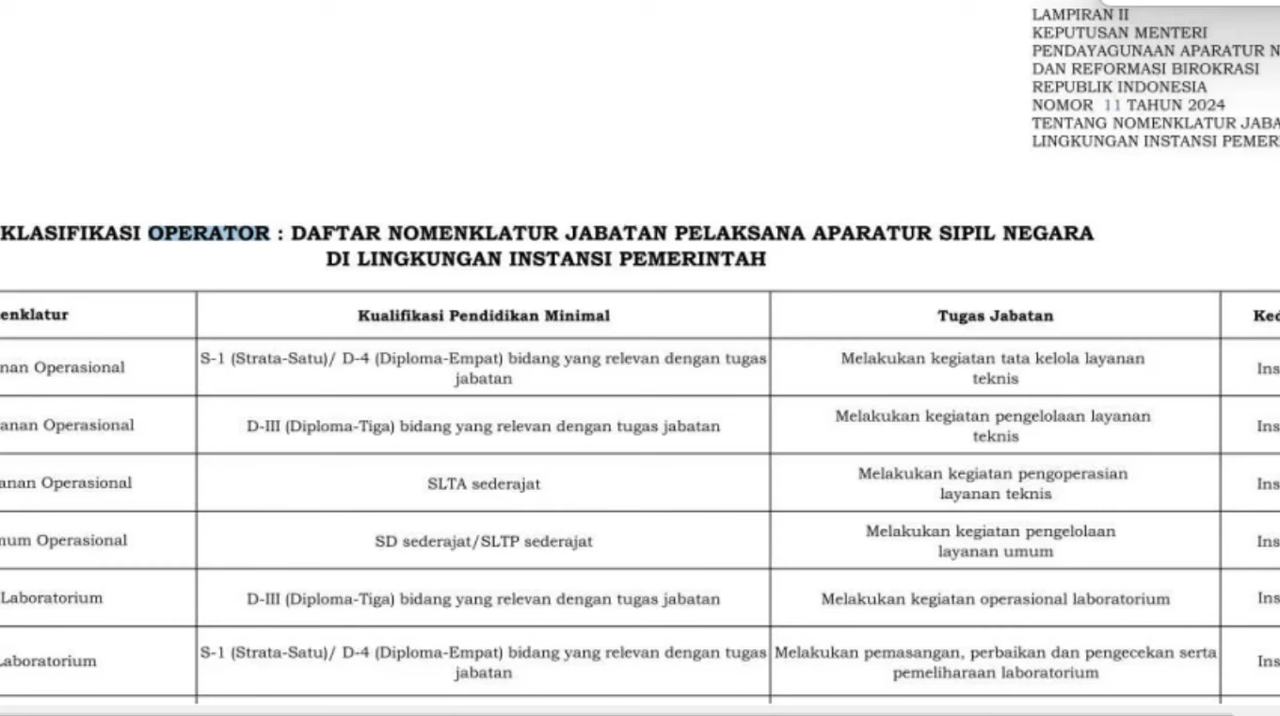 LAMPIRAN II
KEPUTUSAN MENTERI
PENDAYAGUNAAN APARATUR N
DAN REFORMASI BIROKRASI
REPUBLIK INDONESIA
NOMOR 11 TAHUN 2024
TENTANG NOMENKLATUR JABA
LINGKUNGAN INSTANSI PEMER
KLASIFIKASI OPERATOR : DAFTAR NOMENKLATUR JABATAN PELAKSANA APARATUR SIPIL NEGARA
DI LINGKUNGAN INSTANSI PEMERINTAH
enklatur
Kualifikasi Pendidikan Minimal
Tugas Jabatan
Ked
nan Operasional
S-1 (Strata-Satu)/ D-4 (Diploma-Empat) bidang yang relevan dengan tugas
jabatan
Melakukan kegiatan tata kelola layanan
teknis
Ins
anan Operasional
D-III (Diploma-Tiga) bidang yang relevan dengan tugas jabatan
Melakukan kegiatan pengelolaan layanan
teknis
Ins
anan Operasional
SLTA sederajat
Melakukan kegiatan pengoperasian
layanan teknis
Ins
num Operasional
SD sederajat/SLTP sederajat
Melakukan kegiatan pengelolaan
layanan umum
Ins
Laboratorium
D-III (Diploma-Tiga) bidang yang relevan dengan tugas jabatan
Melakukan kegiatan operasional laboratorium
Ins
Laboratorium
S-1 (Strata-Satu)/ D-4 (Diploma-Empat) bidang yang relevan dengan tugas
jabatan
Melakukan pemasangan, perbaikan dan pengecekan serta
pemeliharaan laboratorium
Ins